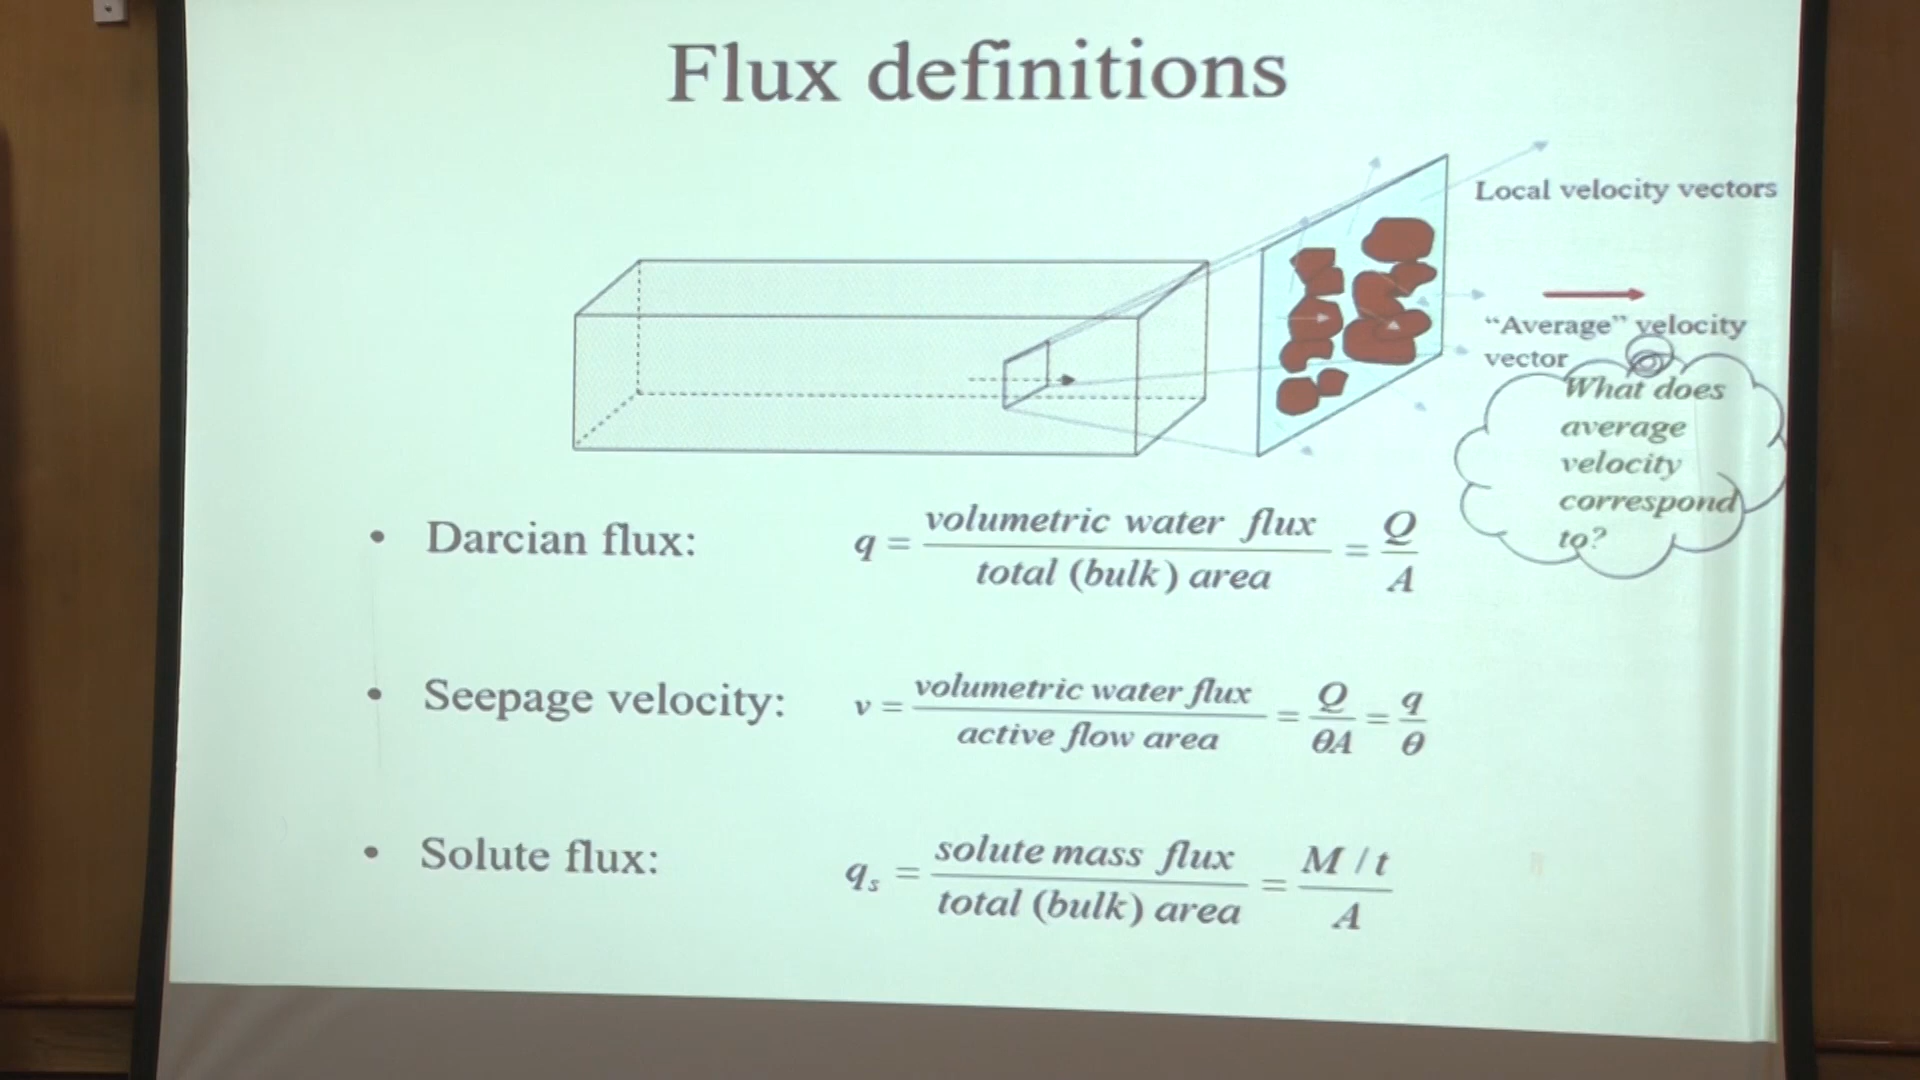 Flux definitions
Local velocity vectors
“Average” velocity
vector
What does
average
velocity
correspond
to?
• Darcian flux: q = volumetric water flux / total (bulk) area = Q / A
• Seepage velocity: v = volumetric water flux / active flow area = Q / θA = q / θ
• Solute flux: qₛ = solute mass flux / total (bulk) area = M / t / A